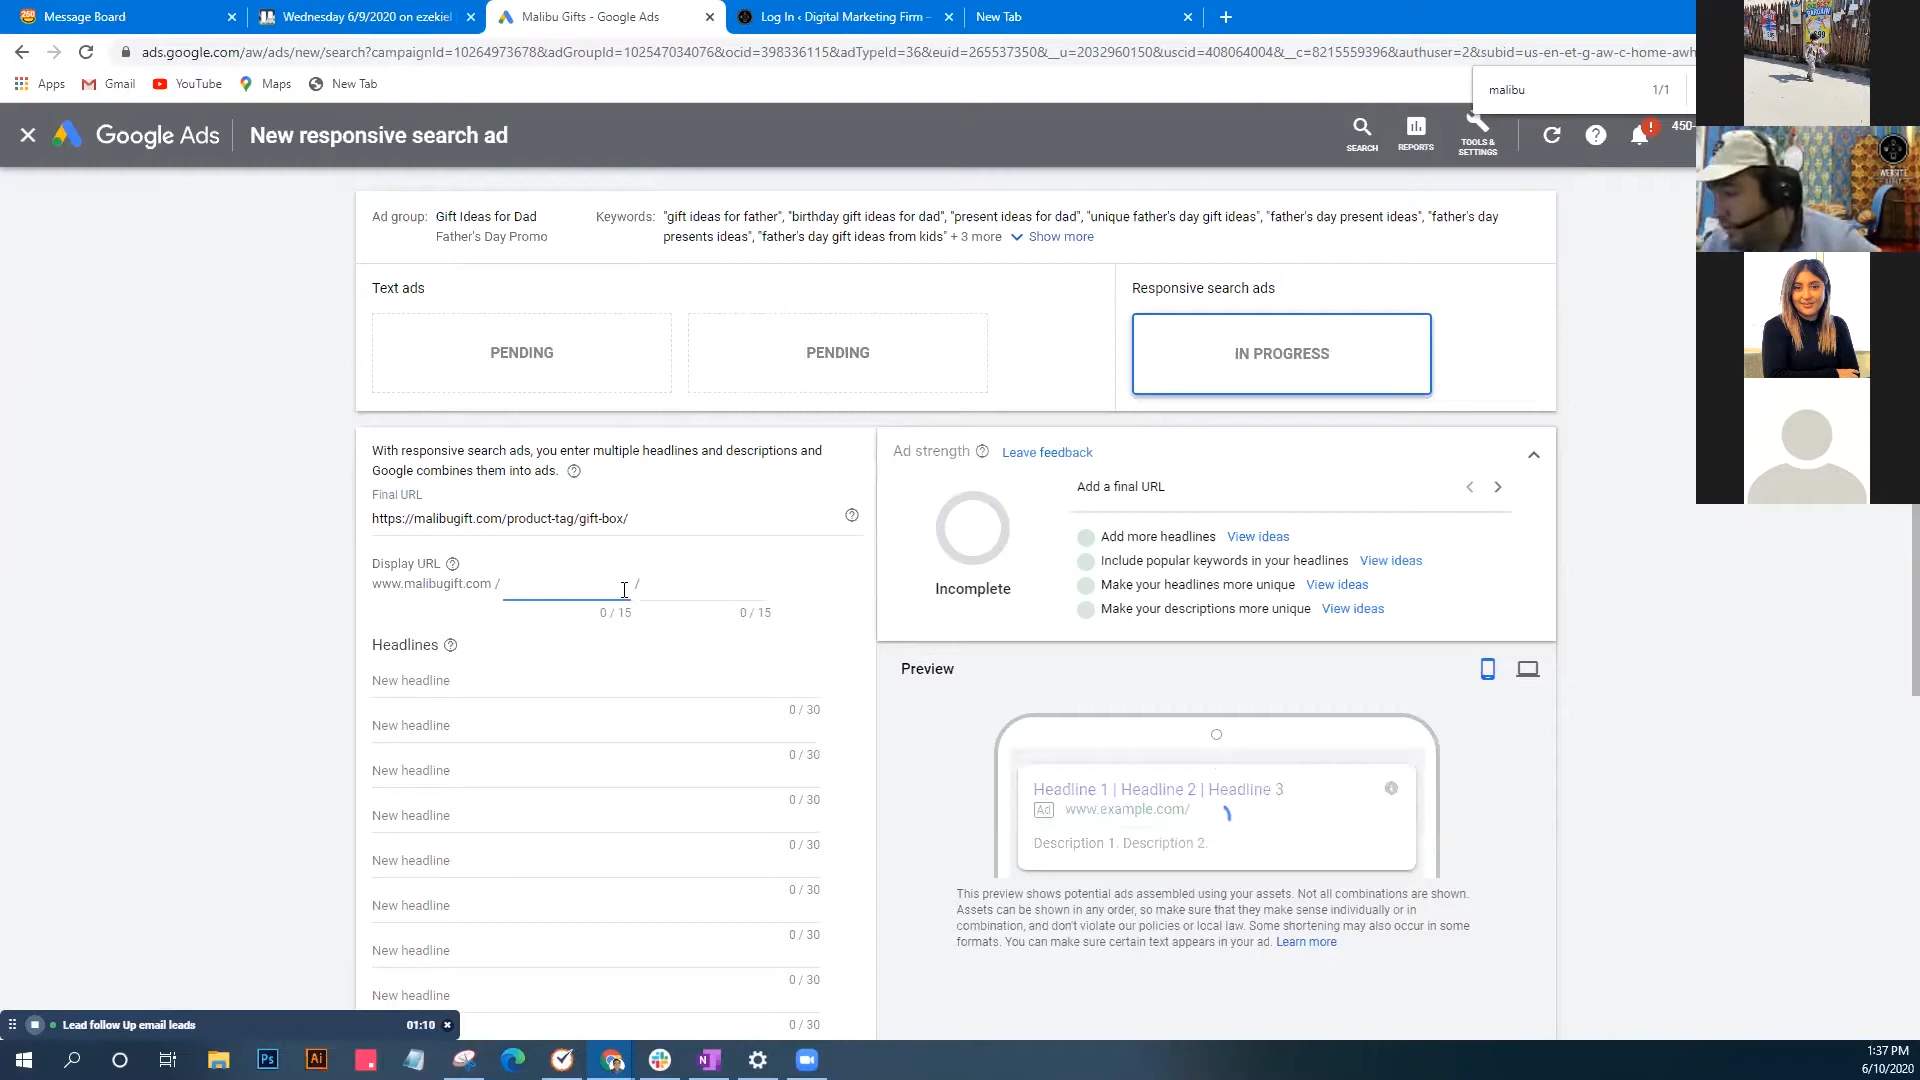 Message Board
Wednesday 6/9/2020 on ezekiel
Malibu Gifts - Google Ads
Log In ‹ Digital Marketing Firm –
New Tab
ads.google.com/aw/ads/new/search?campaignId=10264973678&adGroupId=102547034076&ocid=398336115&adTypeId=36&euid=265537350&__u=2032960150&uscid=408064004&__c=8215559396&authuser=2&subid=us-en-et-g-aw-c-home-awh
Apps
Gmail
YouTube
Maps
New Tab
malibu
1/1
Google Ads
New responsive search ad
SEARCH
REPORTS
TOOLS &
SETTINGS
450-
Ad group: Gift Ideas for Dad
Father's Day Promo
Keywords: "gift ideas for father", "birthday gift ideas for dad", "present ideas for dad", "unique father's day gift ideas", "father's day present ideas", "father's day
presents ideas", "father's day gift ideas from kids" + 3 more Show more
Text ads
PENDING
PENDING
Responsive search ads
IN PROGRESS
With responsive search ads, you enter multiple headlines and descriptions and
Google combines them into ads.
Final URL
https://malibugift.com/product-tag/gift-box/
Display URL
www.malibugift.com / /
0 / 15
0 / 15
Headlines
New headline
0 / 30
New headline
0 / 30
New headline
0 / 30
New headline
0 / 30
New headline
0 / 30
New headline
0 / 30
New headline
0 / 30
New headline
0 / 30
Ad strength
Leave feedback
Incomplete
Add a final URL
Add more headlines View ideas
Include popular keywords in your headlines View ideas
Make your headlines more unique View ideas
Make your descriptions more unique View ideas
Preview
Headline 1 | Headline 2 | Headline 3
Ad www.example.com/
Description 1. Description 2.
This preview shows potential ads assembled using your assets. Not all combinations are shown.
Assets can be shown in any order, so make sure that they make sense individually or in
combination, and don't violate our policies or local law. Some shortening may also occur in some
formats. You can make sure certain text appears in your ad. Learn more
WEBSITE
Lead follow Up email leads
01:10
Ps
Ai
N
1:37 PM
6/10/2020